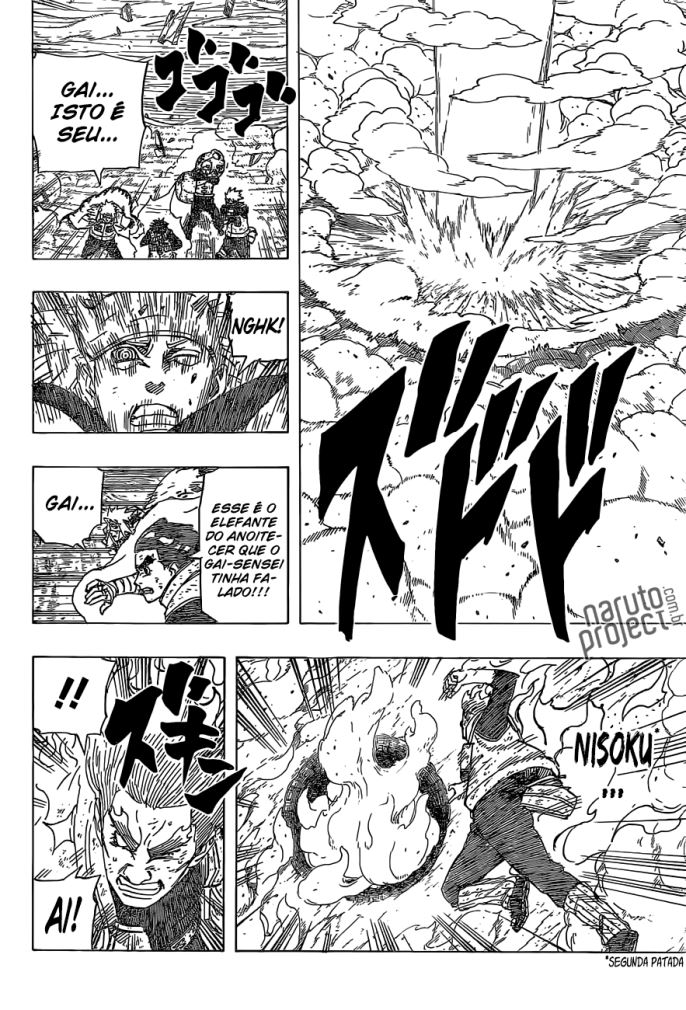 ズドド
ゴゴゴ
GAI...
ISTO É
SEU...
NGHK!
ESSE É O
ELEFANTE
DO ANOITE-
CER QUE O
GAI-SENSEI
TINHA FA-
LADO!!!
GAI...
naruto
project.com.br
NISOKU*
...
*SEGUNDA PATADA
ズキン
!!
AI!